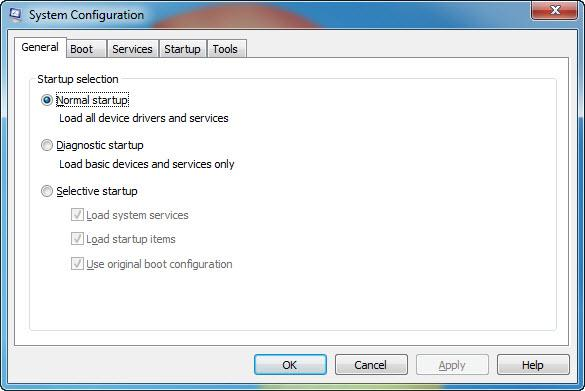 System Configuration
General Boot Services Startup Tools
Startup selection
Normal startup
Load all device drivers and services
Diagnostic startup
Load basic devices and services only
Selective startup
Load system services
Load startup items
Use original boot configuration
OK Cancel Apply Help